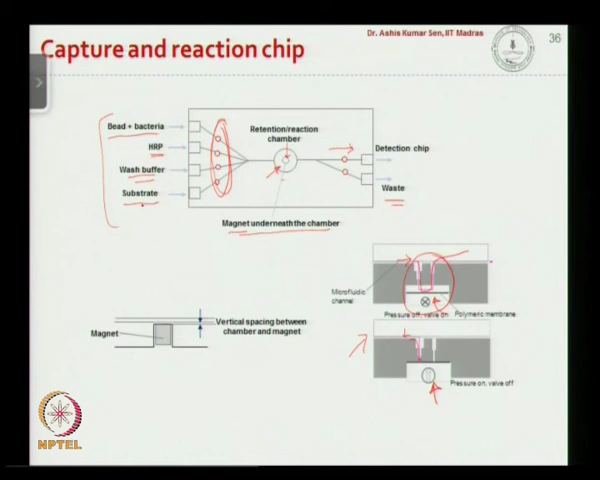 Dr. Ashis Kumar Sen, IIT Madras
36
Capture and reaction chip
Bead + bacteria
HRP
Wash buffer
Substrate
Retention/reaction
chamber
Detection chip
Waste
Magnet underneath the chamber
Microfluidic
channel
Pressure off, valve on
Polymeric membrane
Magnet
Vertical spacing between
chamber and magnet
Pressure on, valve off
NPTEL